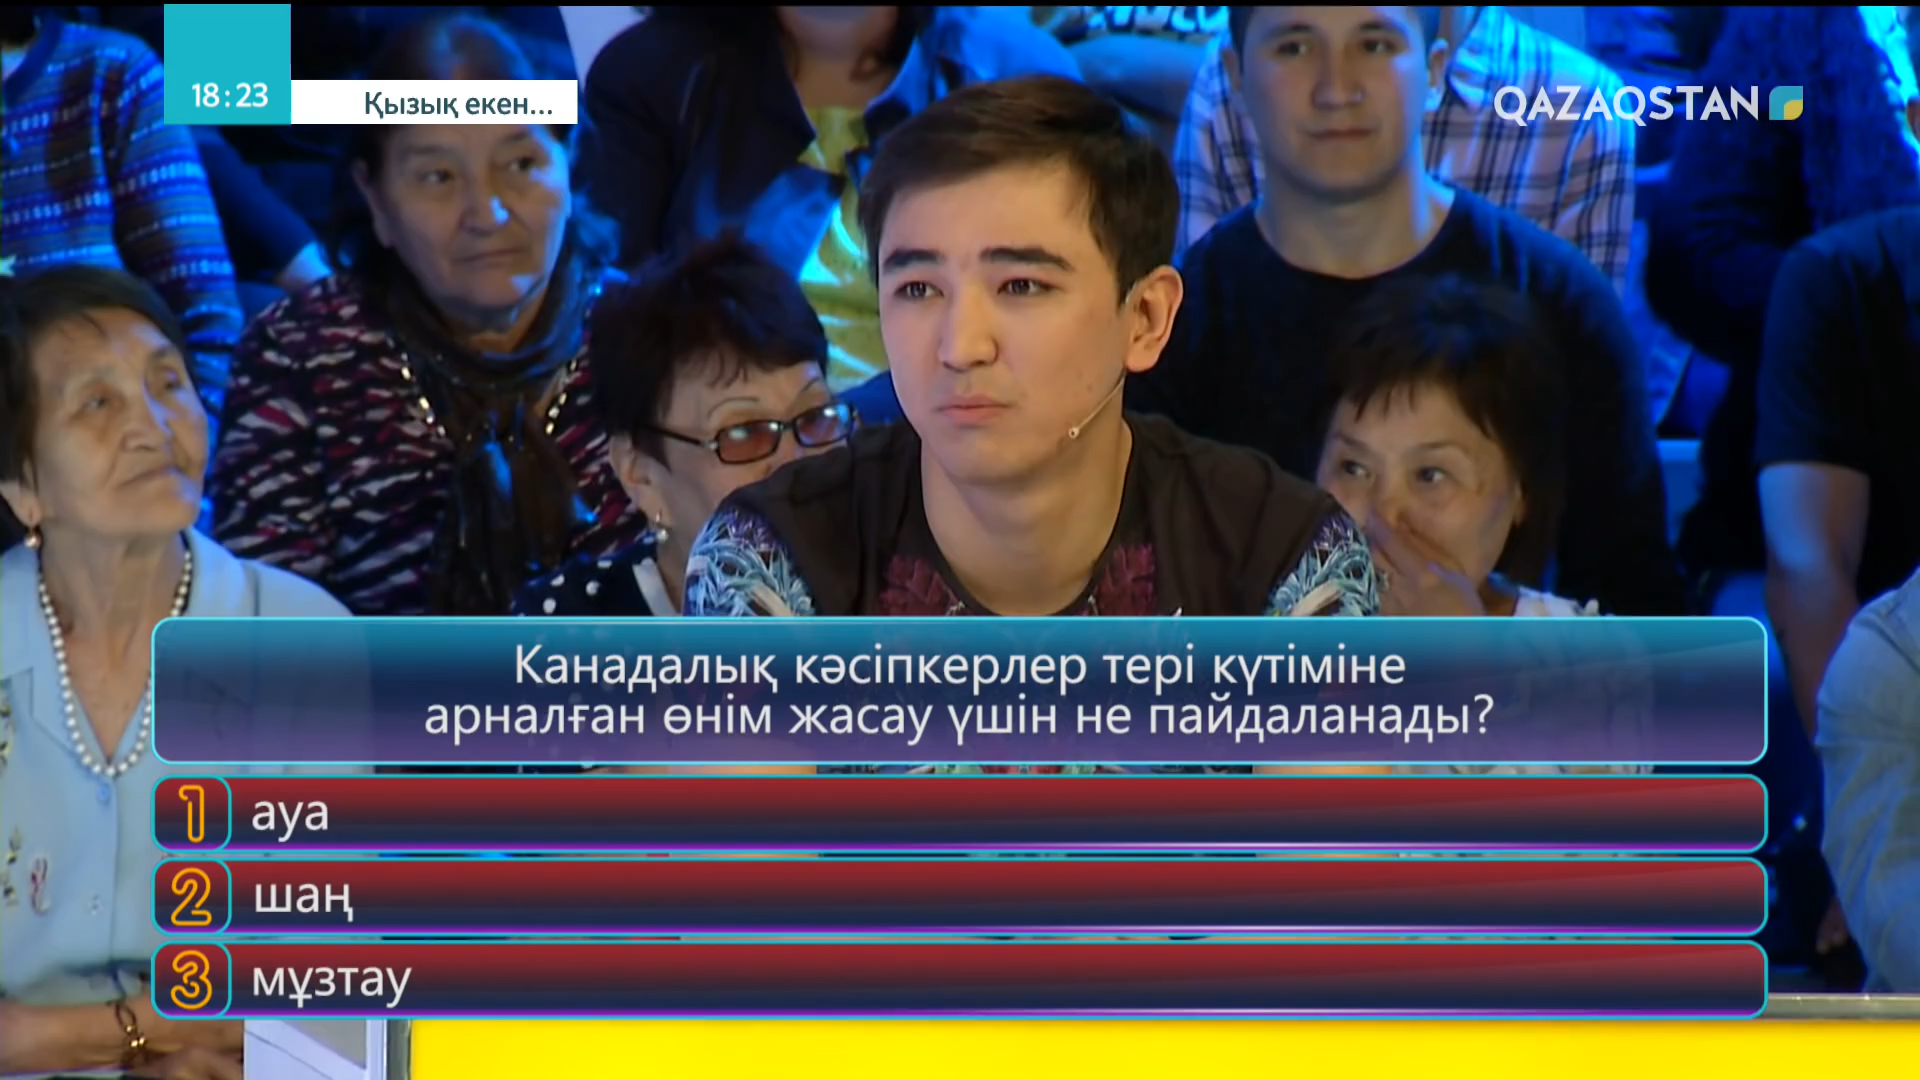 18:23
Қызық екен...
QAZAQSTAN
Канадалық кәсіпкерлер тері күтіміне
арналған өнім жасау үшін не пайдаланады?
1 ауа
2 шаң
3 мұзтау